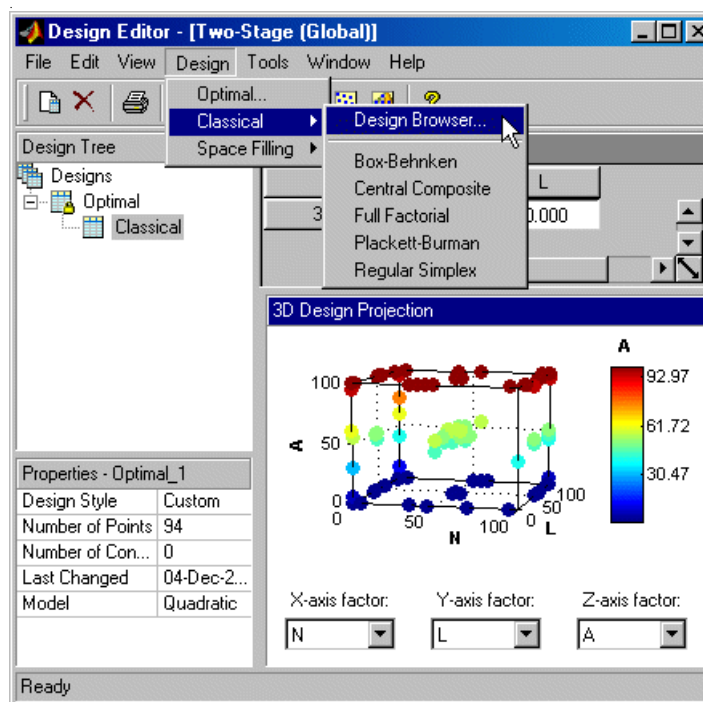 Design Editor - [Two-Stage (Global)]
File Edit View Design Tools Window Help
Optimal...
Classical
Space Filling
Design Browser...
Box-Behnken
Central Composite
Full Factorial
Plackett-Burman
Regular Simplex
Design Tree
Designs
Optimal
Classical
L
3
0.000
3D Design Projection
A
100
50
0
A
0
50
100
N
0
50
100
L
92.97
61.72
30.47
Properties - Optimal_1
Design Style Custom
Number of Points 94
Number of Con... 0
Last Changed 04-Dec-2...
Model Quadratic
X-axis factor: Y-axis factor: Z-axis factor:
N L A
Ready